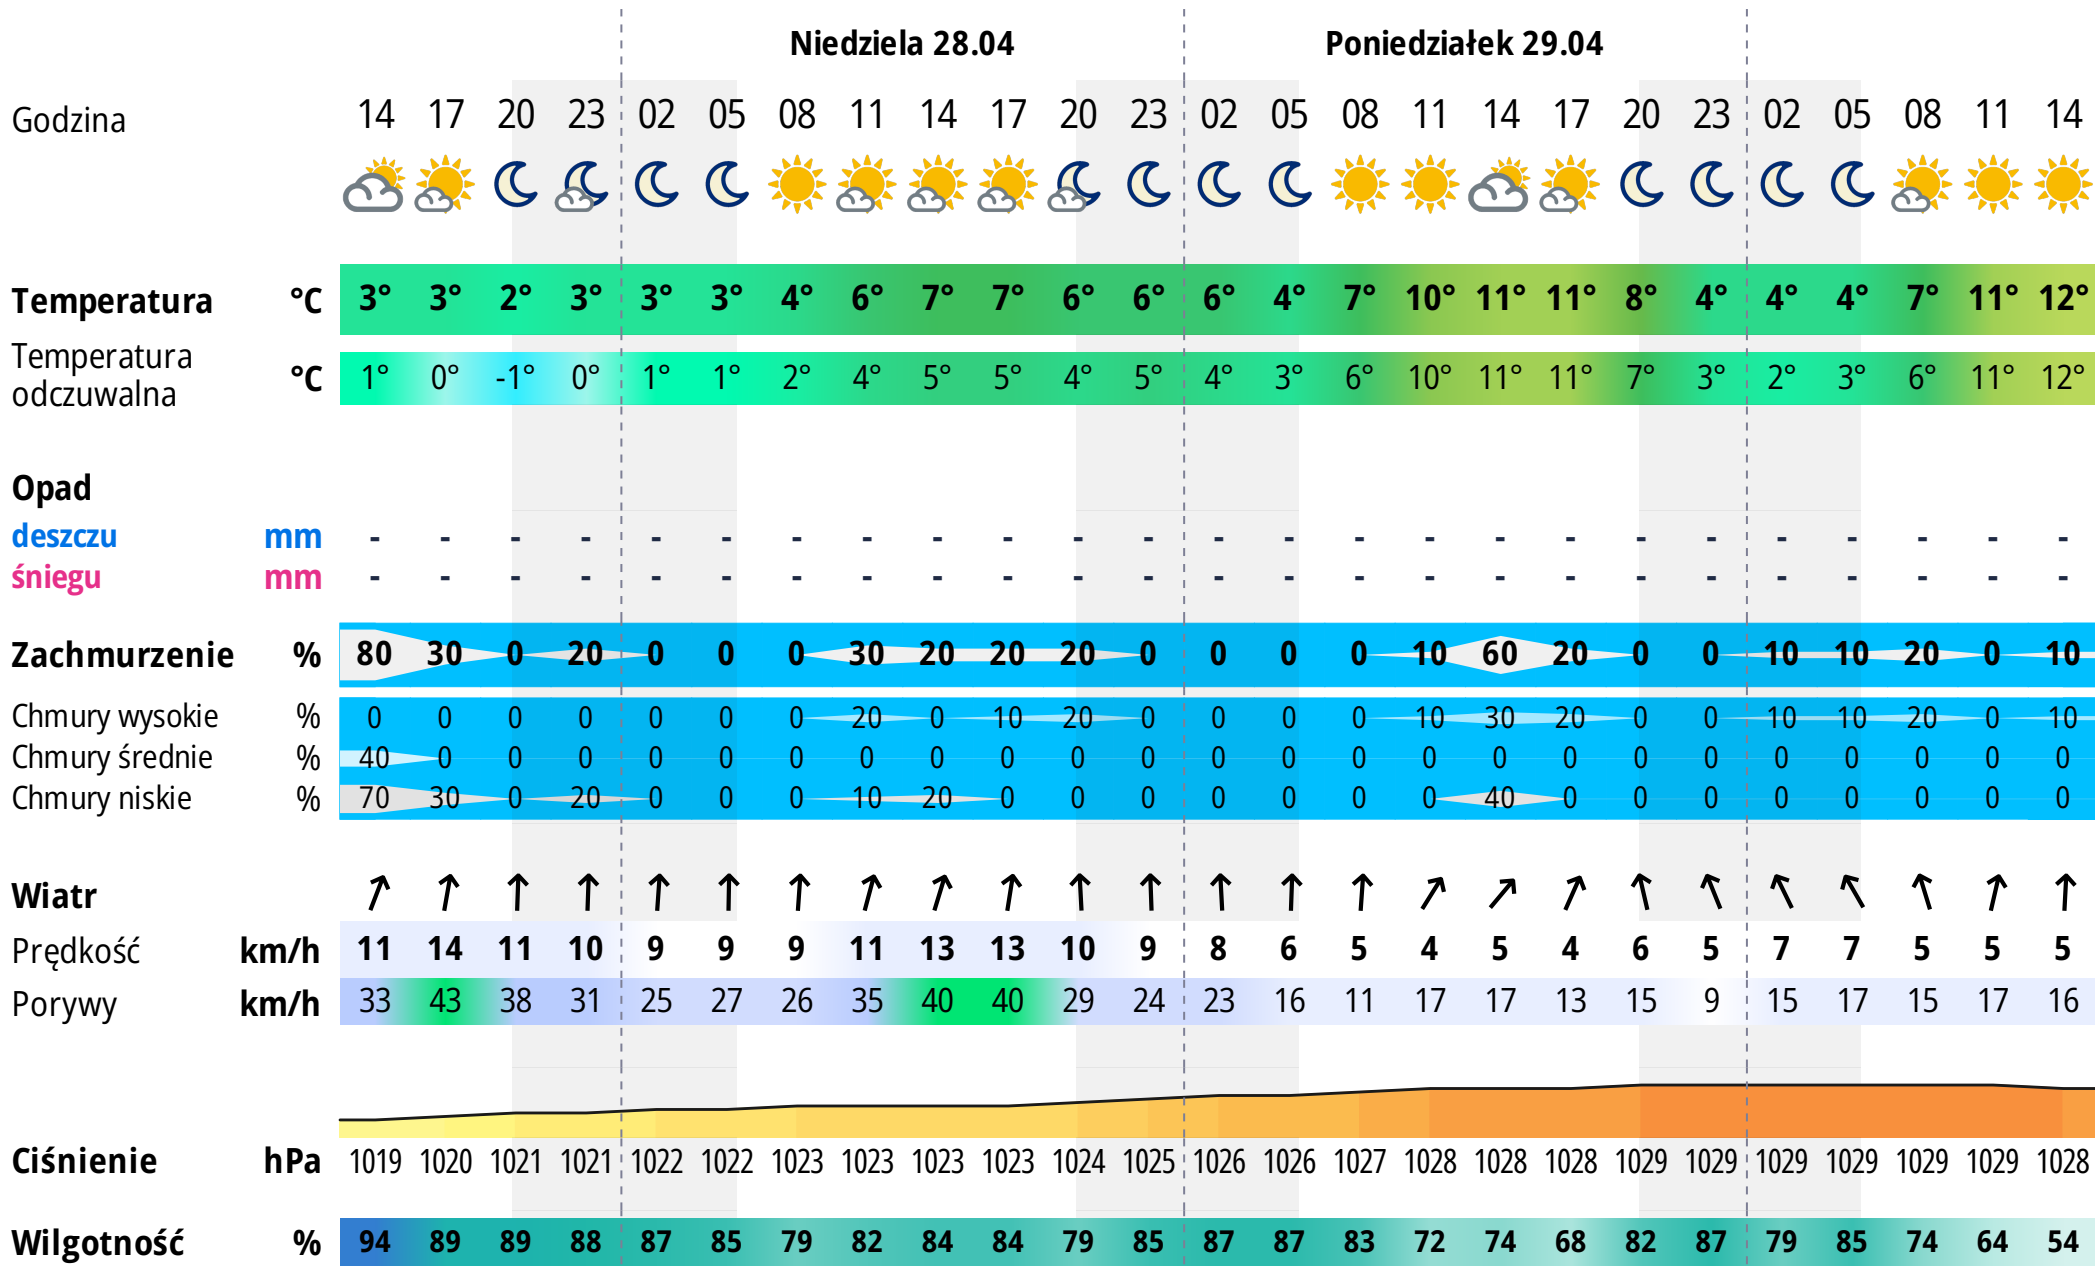 Niedziela 28.04 Poniedziałek 29.04
Godzina 14 17 20 23 02 05 08 11 14 17 20 23 02 05 08 11 14 17 20 23 02 05 08 11 14
Temperatura °C 3° 3° 2° 3° 3° 3° 4° 6° 7° 7° 6° 6° 6° 4° 7° 10° 11° 11° 8° 4° 4° 4° 7° 11° 12°
Temperatura
odczuwalna °C 1° 0° -1° 0° 1° 1° 2° 4° 5° 5° 4° 5° 4° 3° 6° 10° 11° 11° 7° 3° 2° 3° 6° 11° 12°
Opad
deszczu mm - - - - - - - - - - - - - - - - - - - - - - - - -
śniegu mm - - - - - - - - - - - - - - - - - - - - - - - - -
Zachmurzenie % 80 30 0 20 0 0 0 30 20 20 20 0 0 0 0 10 60 20 0 0 10 10 20 0 10
Chmury wysokie % 0 0 0 0 0 0 0 20 0 10 20 0 0 0 0 10 30 20 0 0 10 10 20 0 10
Chmury średnie % 40 0 0 0 0 0 0 0 0 0 0 0 0 0 0 0 0 0 0 0 0 0 0 0 0
Chmury niskie % 70 30 0 20 0 0 0 10 20 0 0 0 0 0 0 0 40 0 0 0 0 0 0 0 0
Wiatr
Prędkość km/h 11 14 11 10 9 9 9 11 13 13 10 9 8 6 5 4 5 4 6 5 7 7 5 5 5
Porywy km/h 33 43 38 31 25 27 26 35 40 40 29 24 23 16 11 17 17 13 15 9 15 17 15 17 16
Ciśnienie hPa 1019 1020 1021 1021 1022 1022 1023 1023 1023 1023 1024 1025 1026 1026 1027 1028 1028 1028 1029 1029 1029 1029 1029 1029 1028
Wilgotność % 94 89 89 88 87 85 79 82 84 84 79 85 87 87 83 72 74 68 82 87 79 85 74 64 54